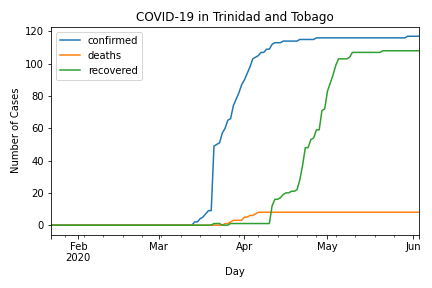 COVID-19 in Trinidad and Tobago
confirmed
deaths
recovered
Number of Cases
120
100
80
60
40
20
0
Feb
2020
Mar
Apr
May
Jun
Day